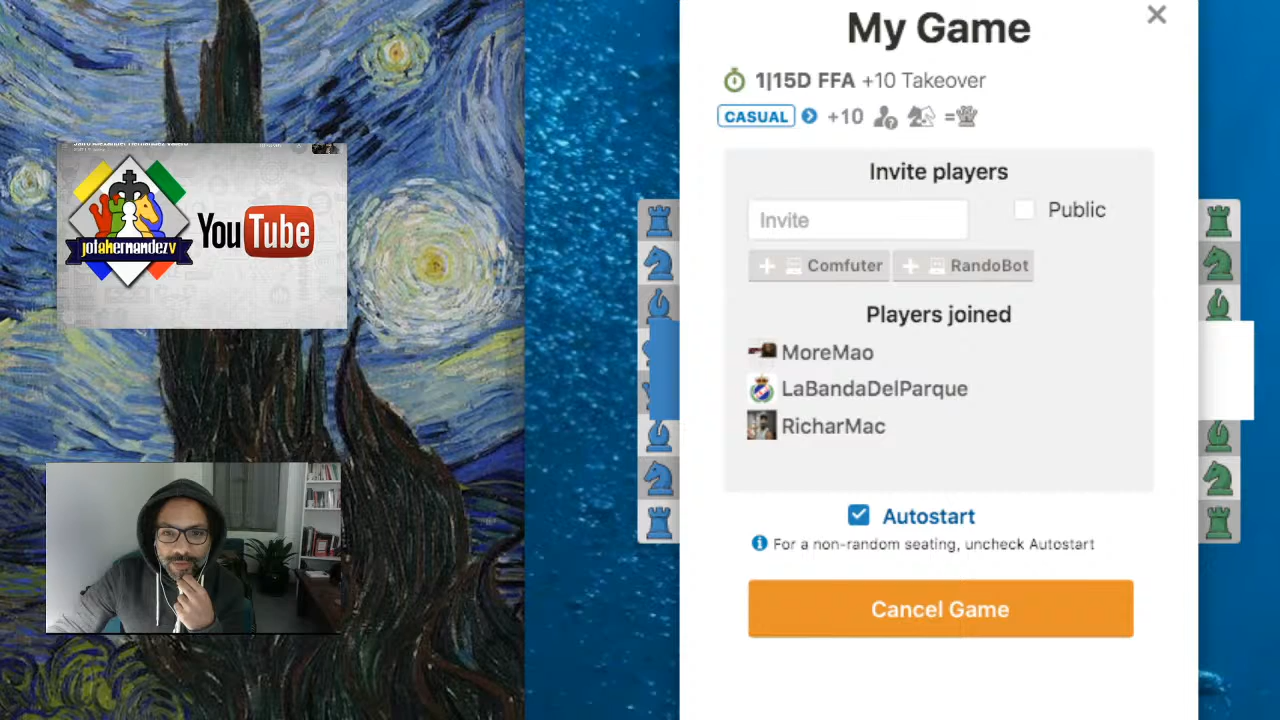 jotahernandezv
YouTube
My Game
1|15D FFA +10 Takeover
CASUAL +10 =
Invite players
Invite
Public
+ Comfuter
+ RandoBot
Players joined
MoreMao
LaBandaDelParque
RicharMac
Autostart
For a non-random seating, uncheck Autostart
Cancel Game